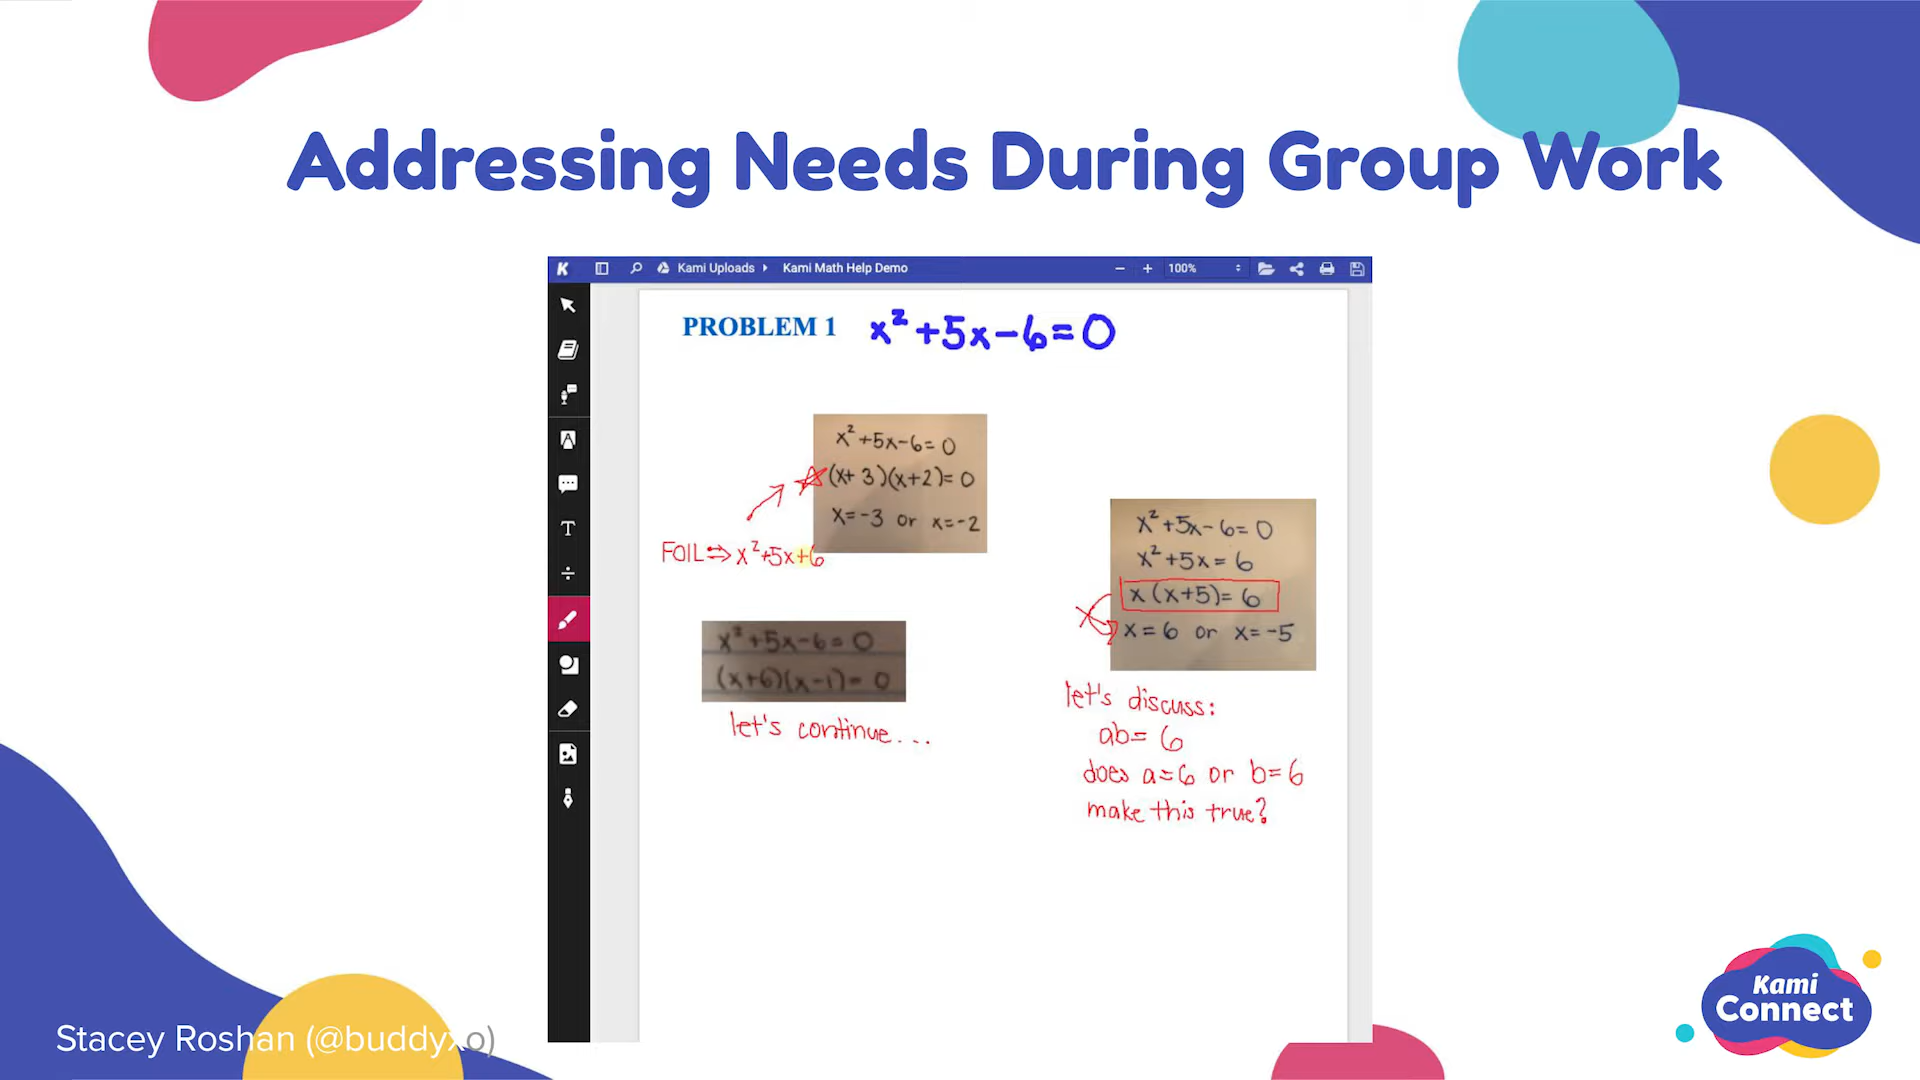 Addressing Needs During Group Work
Kami Uploads
Kami Math Help Demo
100%
PROBLEM 1 x²+5x-6=0
x²+5x-6=0
(x+3)(x+2)=0
x=-3 or x=-2
FOIL⇒x²+5x+6
x²+5x-6=0
x²+5x=6
x(x+5)=6
x=6 or x=-5
x²+5x-6=0
(x+6)(x-1)=0
let's continue...
let's discuss:
ab=6
does a=6 or b=6
make this true?
Stacey Roshan (@buddyxo)
Kami
Connect